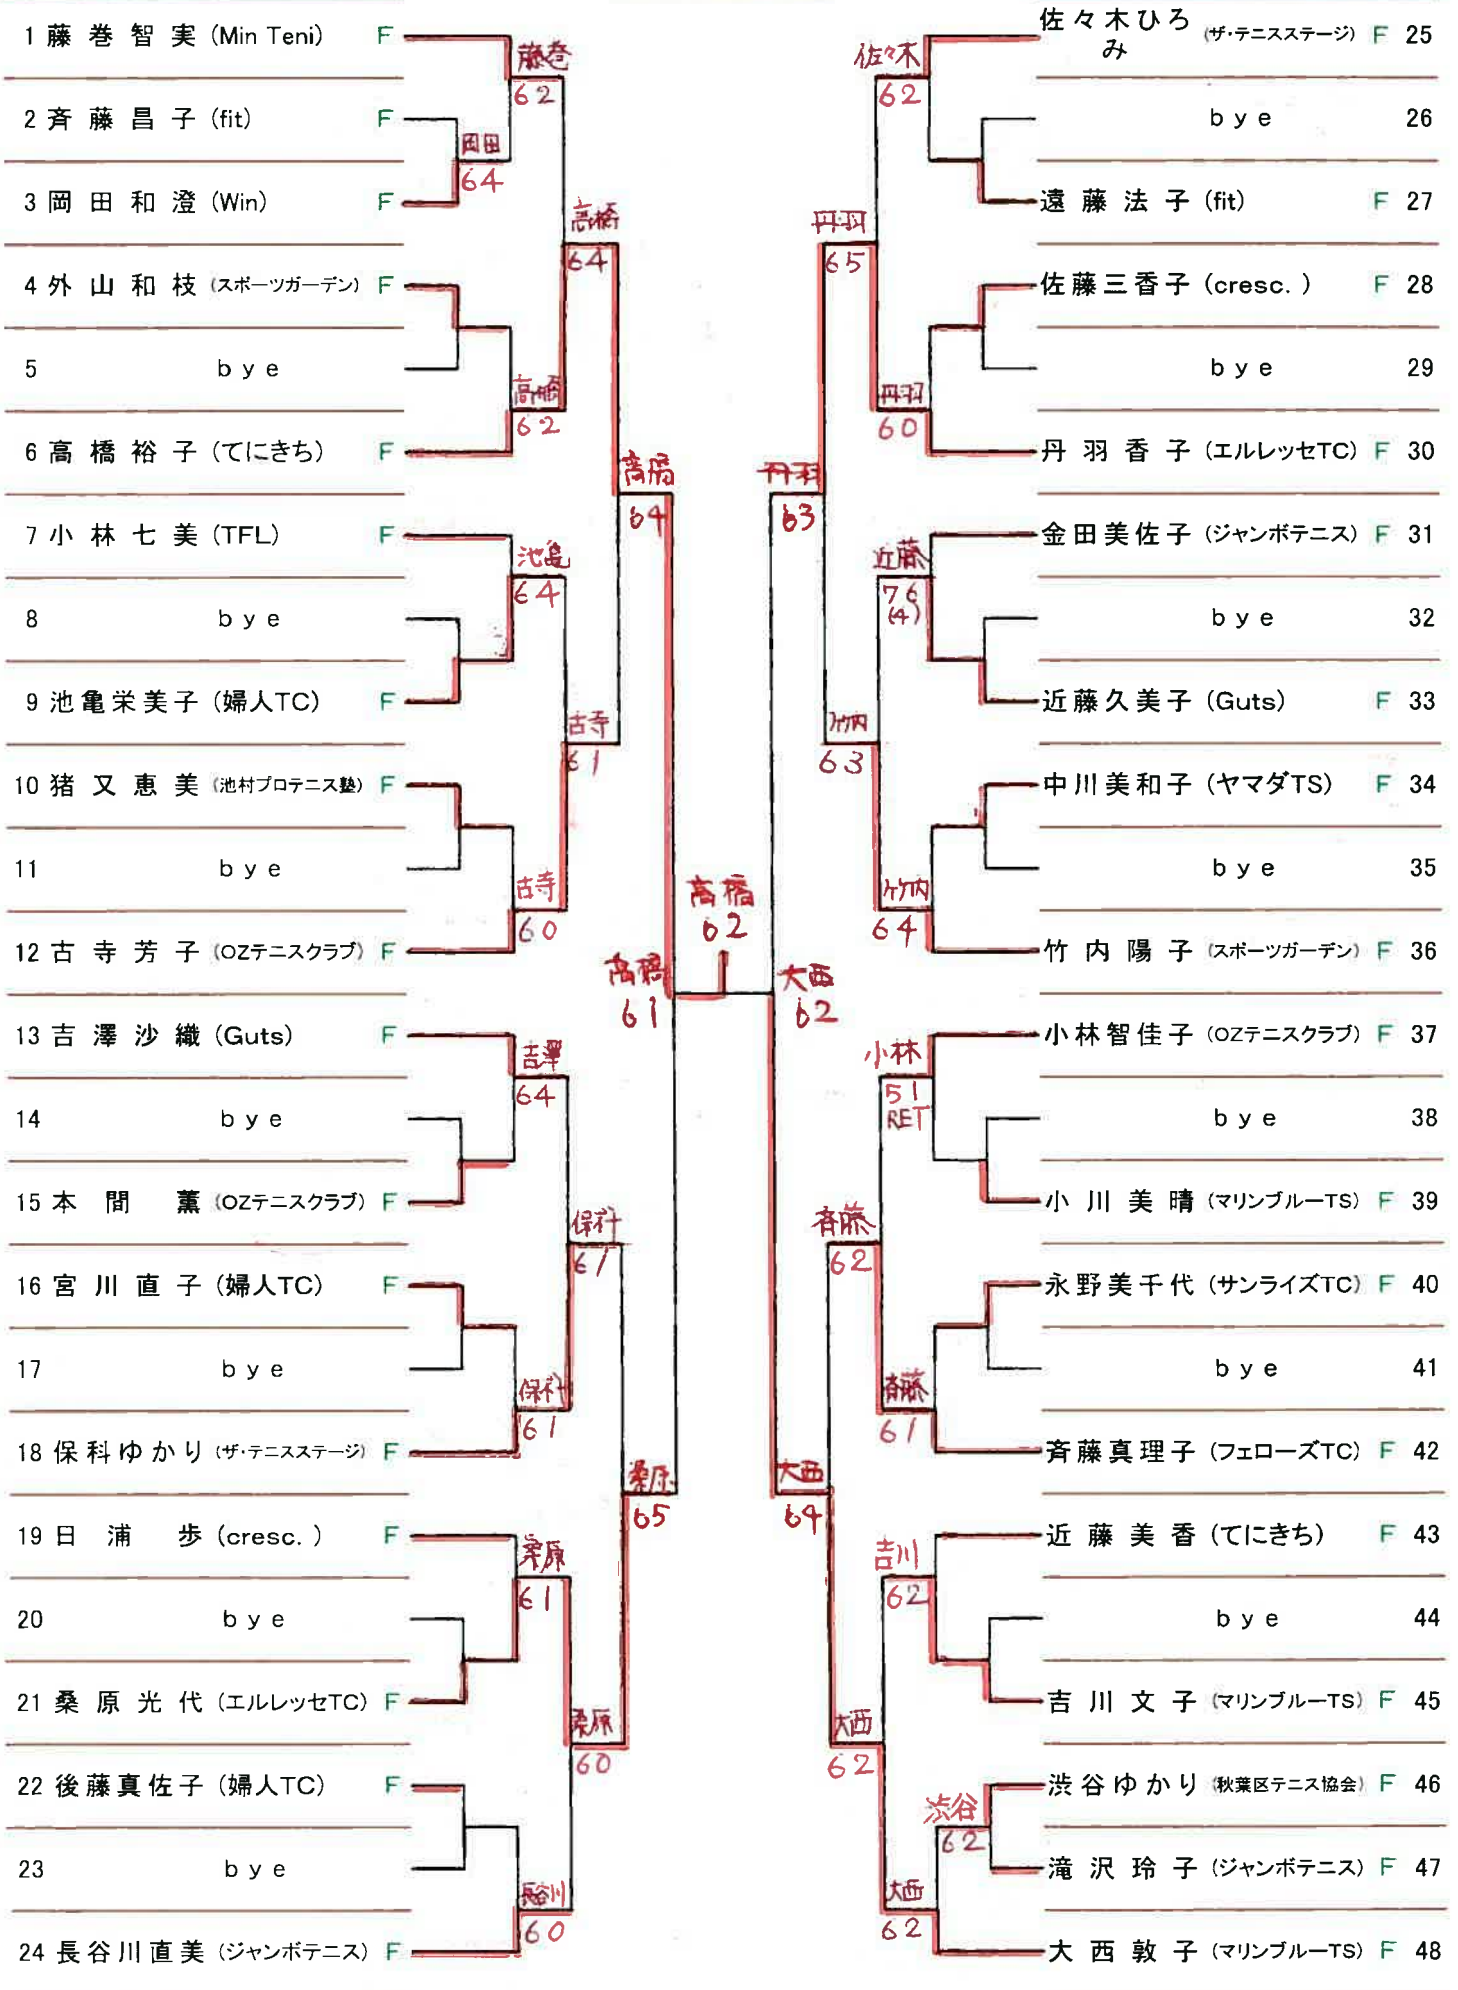 1 藤巻智実 (Min Teni) F
2 斉藤昌子 (fit) F
3 岡田和澄 (Win) F
4 外山和枝 (スポーツガーデン) F
5 bye
6 高橋裕子 (てにきち) F
7 小林七美 (TFL) F
8 bye
9 池亀栄美子 (婦人TC) F
10 猪又恵美 (池村プロテニス塾) F
11 bye
12 古寺芳子 (OZテニスクラブ) F
13 吉澤沙織 (Guts) F
14 bye
15 本間薫 (OZテニスクラブ) F
16 宮川直子 (婦人TC) F
17 bye
18 保科ゆかり (ザ・テニスステージ) F
19 日浦歩 (cresc. ) F
20 bye
21 桑原光代 (エルレッセTC) F
22 後藤真佐子 (婦人TC) F
23 bye
24 長谷川直美 (ジャンボテニス) F
岡田
64
藤巻
62
高橋
62
池亀
64
古寺
60
吉澤
64
保科
61
桑原
61
長谷川
60
高橋
64
古寺
61
保科
61
桑原
60
高橋
64
桑原
65
高橋
61
高橋
62
大西
62
丹羽
63
大西
64
丹羽
65
竹内
63
斉藤
62
大西
62
佐々木
62
丹羽
60
近藤
76
(4)
竹内
64
小林
51
RET
斉藤
61
吉川
62
渋谷
62
大西
62
佐々木ひろ
み (ザ・テニスステージ) F 25
bye 26
遠藤法子 (fit) F 27
佐藤三香子 (cresc. ) F 28
bye 29
丹羽香子 (エルレッセTC) F 30
金田美佐子 (ジャンボテニス) F 31
bye 32
近藤久美子 (Guts) F 33
中川美和子 (ヤマダTS) F 34
bye 35
竹内陽子 (スポーツガーデン) F 36
小林智佳子 (OZテニスクラブ) F 37
bye 38
小川美晴 (マリンブルーTS) F 39
永野美千代 (サンライズTC) F 40
bye 41
斉藤真理子 (フェローズTC) F 42
近藤美香 (てにきち) F 43
bye 44
吉川文子 (マリンブルーTS) F 45
渋谷ゆかり (秋葉区テニス協会) F 46
滝沢玲子 (ジャンボテニス) F 47
大西敦子 (マリンブルーTS) F 48